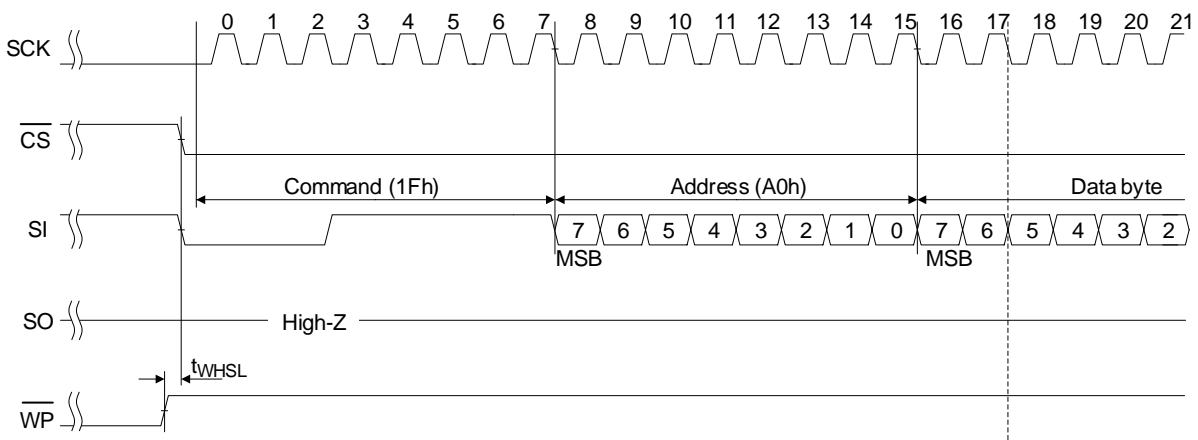 0 1 2 3 4 5 6 7 8 9 10 11 12 13 14 15 16 17 18 19 20 21
SCK
CS
Command (1Fh) Address (A0h) Data byte
SI 7 6 5 4 3 2 1 0 7 6 5 4 3 2
MSB MSB
SO High-Z
tWHSL
WP